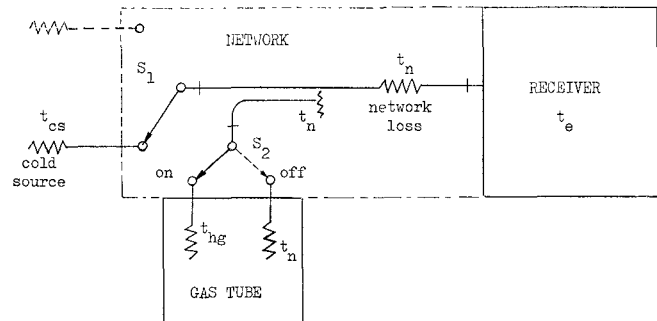 NETWORK
S1
tn
RECEIVER
network
loss
te
tcs
tn
cold
source
S2
on
off
thg
tn
GAS TUBE